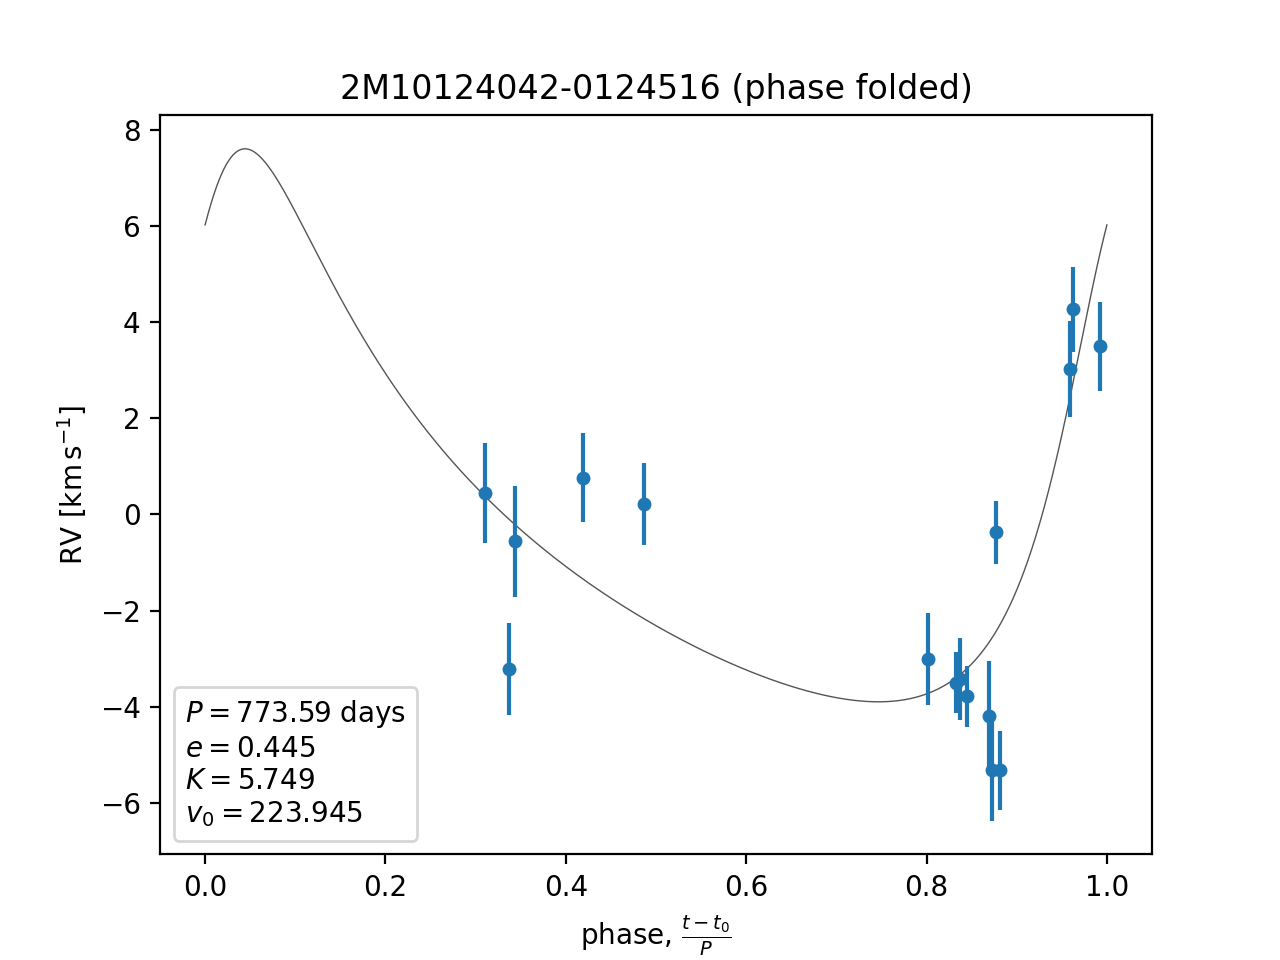 2M10124042-0124516 (phase folded)
8
6
4
2
0
−2
−4
−6
RV [km s⁻¹]
P = 773.59 days
e = 0.445
K = 5.749
v₀ = 223.945
0.0 0.2 0.4 0.6 0.8 1.0
phase, (t − t₀)/P